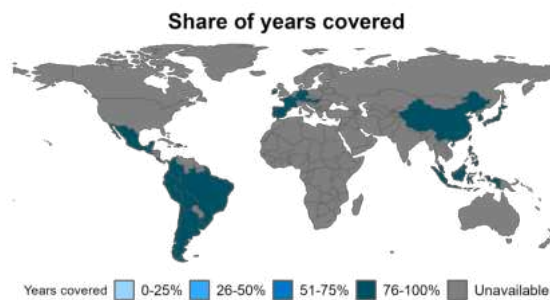 Share of years covered
Years covered 0-25% 26-50% 51-75% 76-100% Unavailable